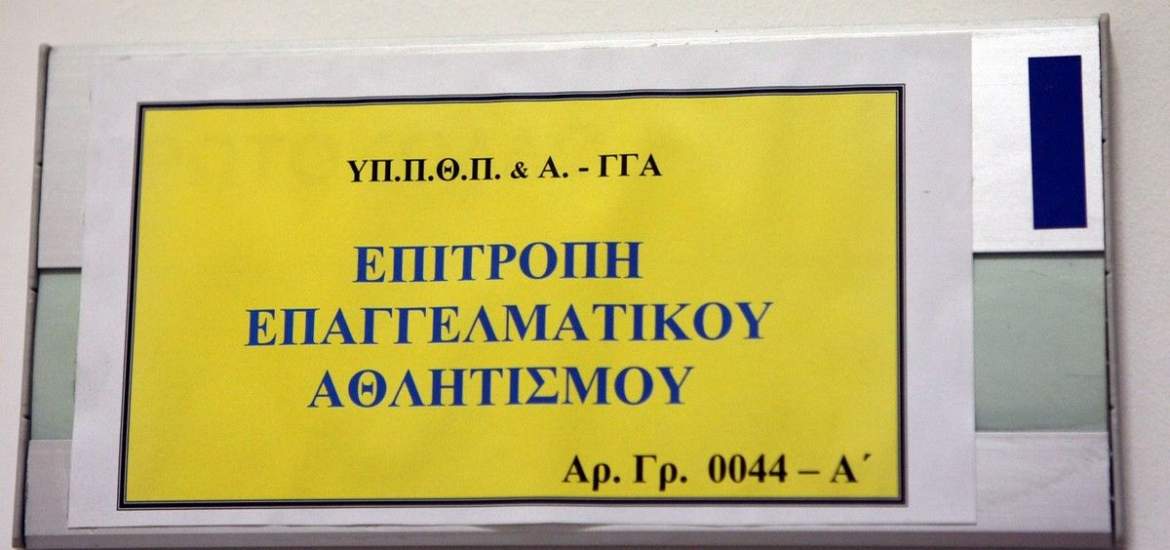 ΥΠ.Π.Θ.Π. & Α. - ΓΓΑ
ΕΠΙΤΡΟΠΗ
ΕΠΑΓΓΕΛΜΑΤΙΚΟΥ
ΑΘΛΗΤΙΣΜΟΥ
Αρ. Γρ. 0044 – Α΄